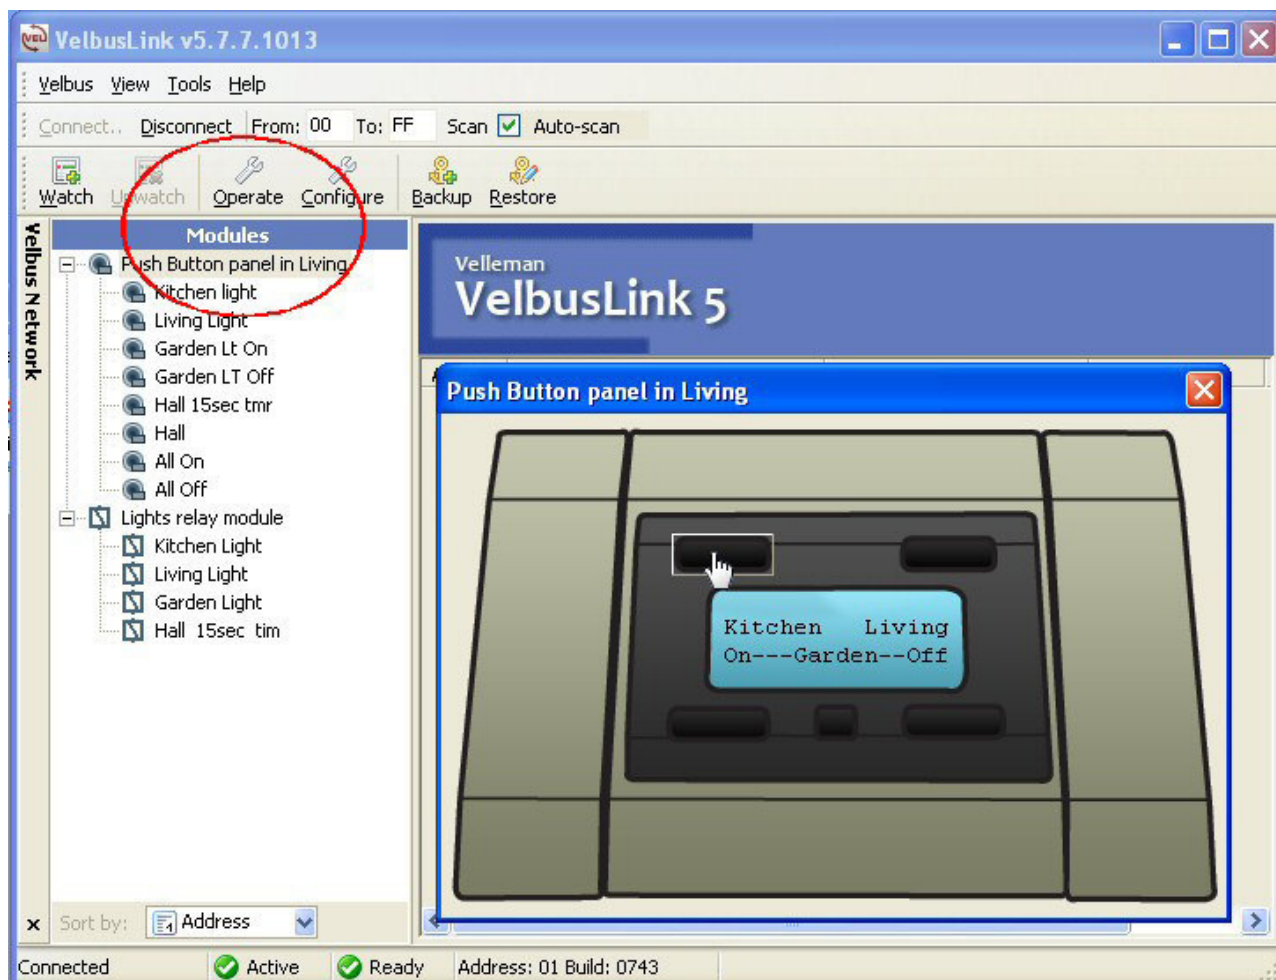 VelbusLink v5.7.7.1013
Velbus View Tools Help
Connect.. Disconnect From: 00 To: FF Scan Auto-scan
Watch Unwatch Operate Configure Backup Restore
Velbus Network
Modules
Push Button panel in Living
Kitchen light
Living Light
Garden Lt On
Garden LT Off
Hall 15sec tmr
Hall
All On
All Off
Lights relay module
Kitchen Light
Living Light
Garden Light
Hall 15sec tim
Velleman
VelbusLink 5
Push Button panel in Living
Kitchen Living
On---Garden--Off
x Sort by: Address
Connected Active Ready Address: 01 Build: 0743